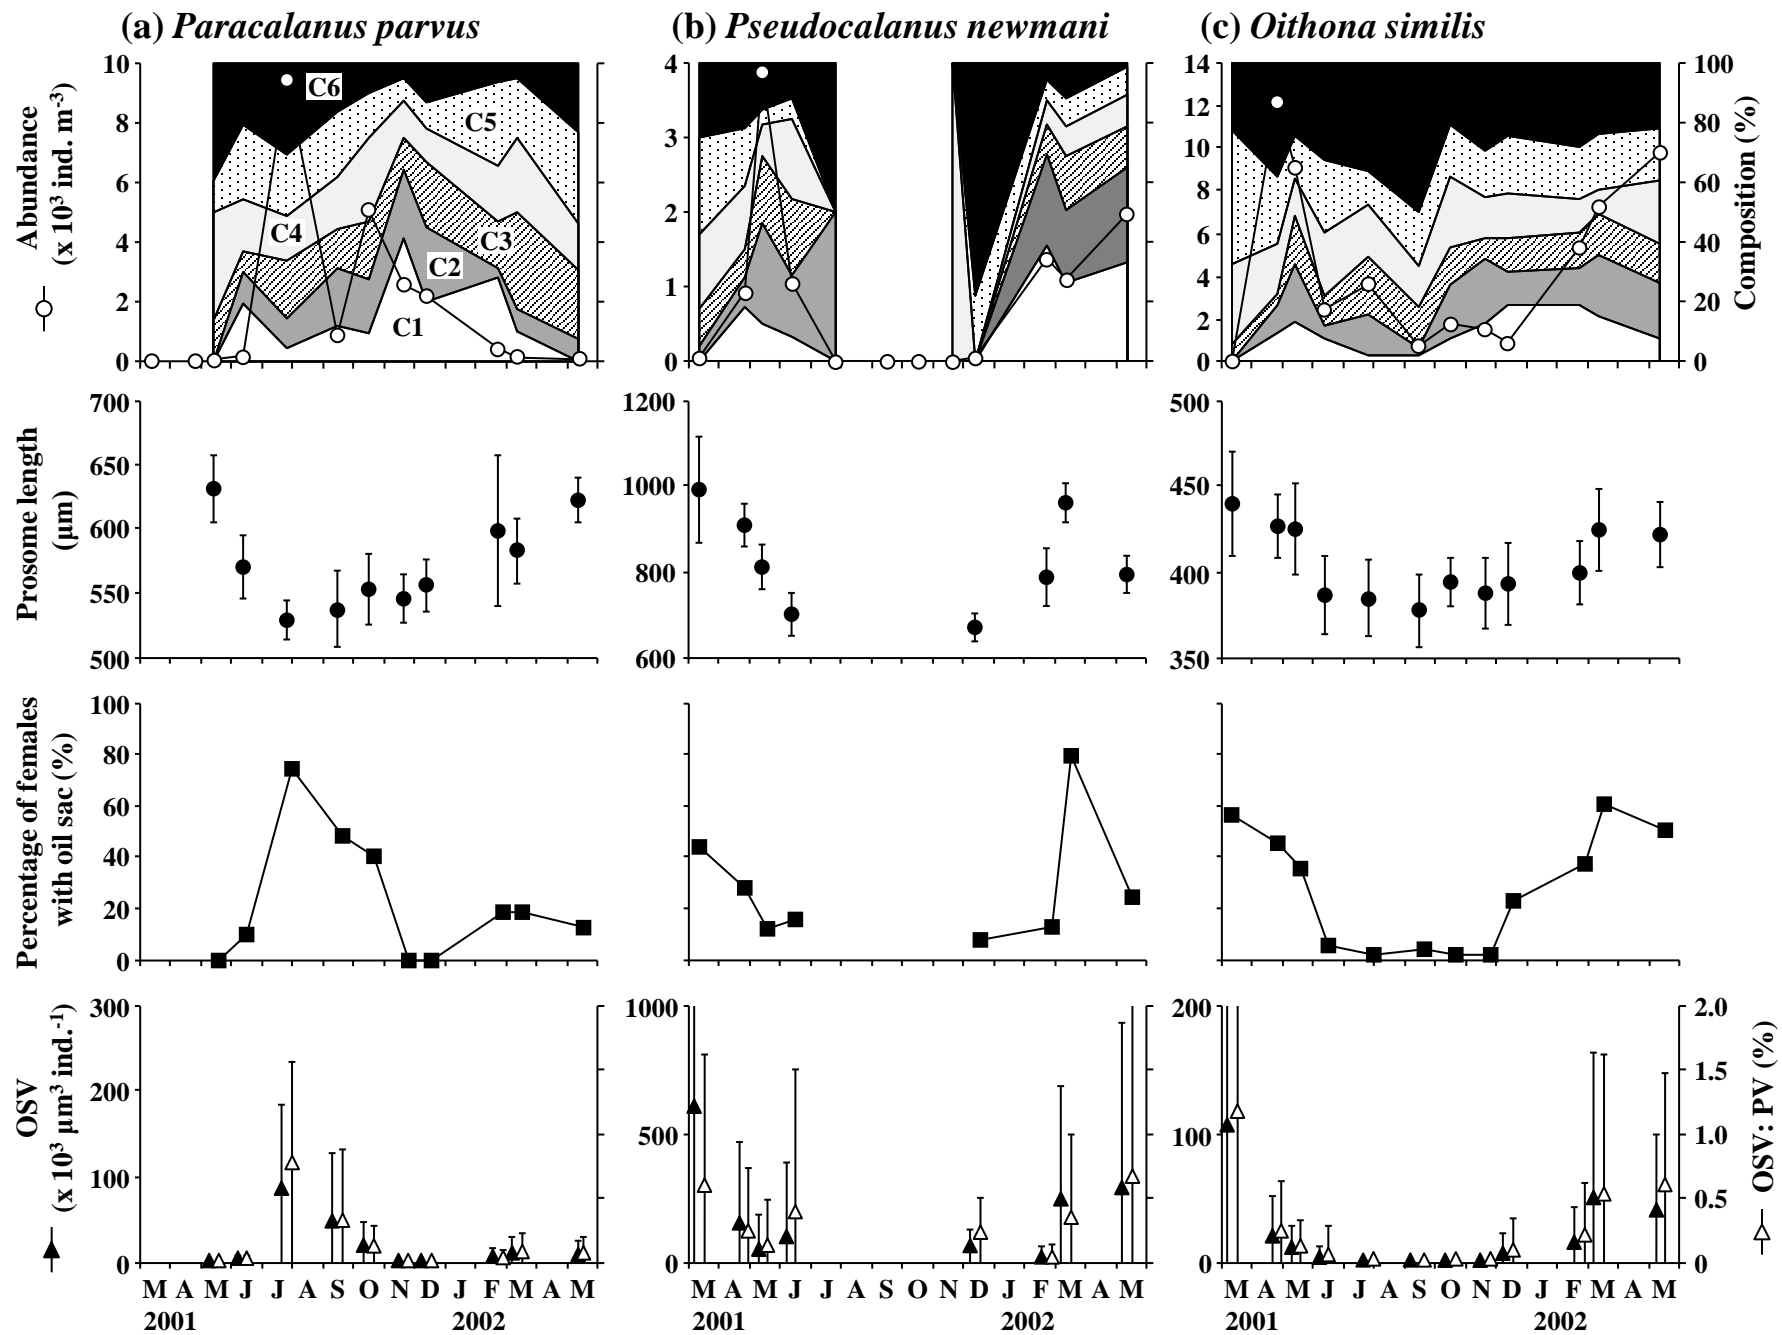 (a) Paracalanus parvus
(b) Pseudocalanus newmani
(c) Oithona similis
Abundance
(x 10³ ind. m⁻³)
10
8
6
4
2
0
C6
C5
C4
C3
C2
C1
4
3
2
1
0
14
12
10
8
6
4
2
0
100
80
60
40
20
0
Composition (%)
Prosome length
(μm)
700
650
600
550
500
1200
1000
800
600
500
450
400
350
Percentage of females
with oil sac (%)
100
80
60
40
20
0
OSV
(x 10³ μm³ ind.⁻¹)
300
200
100
0
1000
500
0
200
100
0
2.0
1.5
1.0
0.5
0
OSV: PV (%)
M A M J J A S O N D J F M A M
2001 2002
M A M J J A S O N D J F M A M
2001 2002
M A M J J A S O N D J F M A M
2001 2002